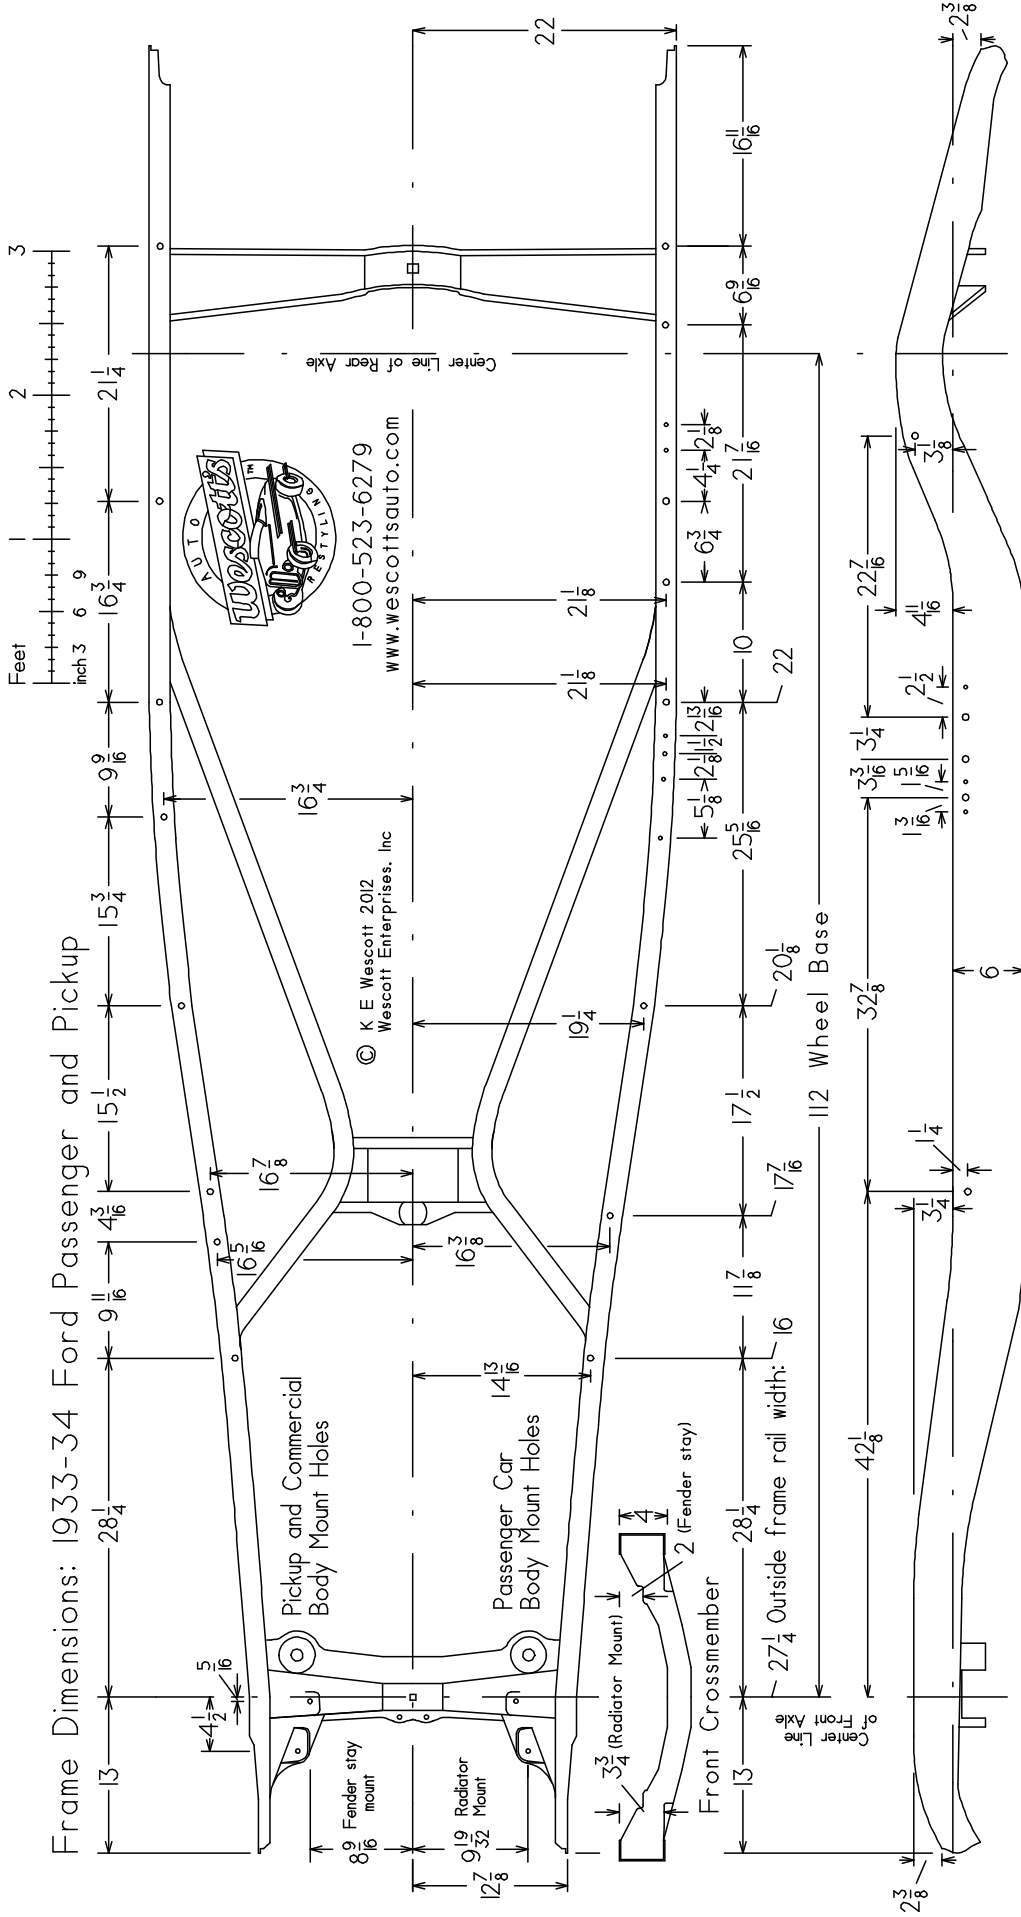 Frame Dimensions: 1933-34 Ford Passenger and Pickup
Feet
1 2 3
inch 3 6 9
13 28 1/4 9 11/16 4 3/16 15 1/2 15 3/4 9 9/16 16 3/4 21 1/4
4 1/2 5/16
Pickup and Commercial
Body Mount Holes
16 5/16 16 7/8 16 3/4
AUTO
Wescott's
TM
RESTYLING
1-800-523-6279
www.wescottsauto.com
© K E Wescott 2012
Wescott Enterprises, Inc
Center Line of Rear Axle
22
8 9/16 Fender stay
mount
9 19/32 Radiator
Mount
12 7/8
Passenger Car
Body Mount Holes
14 13/16 16 3/8 19 1/4 21 1/8 21 1/8
3 3/4 (Radiator Mount)
4
2 (Fender stay)
Front Crossmember
5 1/8 2 1/8 1 1/2 2 13/16 6 3/4 4 1/4 2 1/8
13 28 1/4 11 7/8 17 1/2 25 5/16 10 21 7/16 6 9/16 16 11/16
27 1/4 Outside frame rail width: 16 17 7/16 20 1/8 22
112 Wheel Base
Center Line
of Front Axle
42 1/8 32 7/8 3 3/16 3 1/4 22 7/16
1 3/16 1 5/16 2 1/2
2 3/8 3 1/4 1 1/4 6 4 11/16 3 1/8 2 3/8